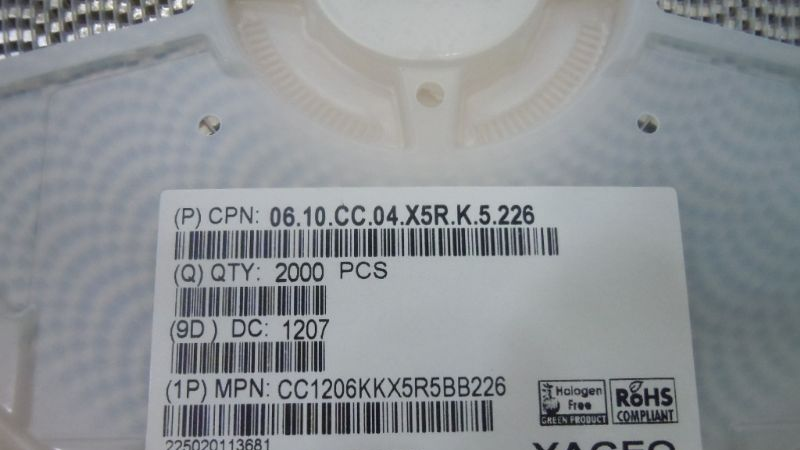 (P) CPN: 06.10.CC.04.X5R.K.5.226
(Q) QTY: 2000 PCS
(9D ) DC: 1207
(1P) MPN: CC1206KKX5R5BB226
Halogen
Free
GREEN PRODUCT
RoHS
COMPLIANT
225020113681
YAGEO